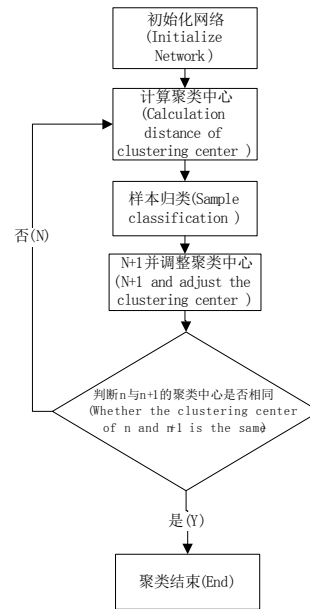 初始化网络
(Initialize
Network)
计算聚类中心
(Calculation
distance of
clustering center )
样本归类(Sample
classification )
N+1并调整聚类中心
(N+1 and adjust the
clustering center )
否(N)
判断n与n+1的聚类中心是否相同
(Whether the clustering center
of n and n+1 is the same)
是(Y)
聚类结束(End)